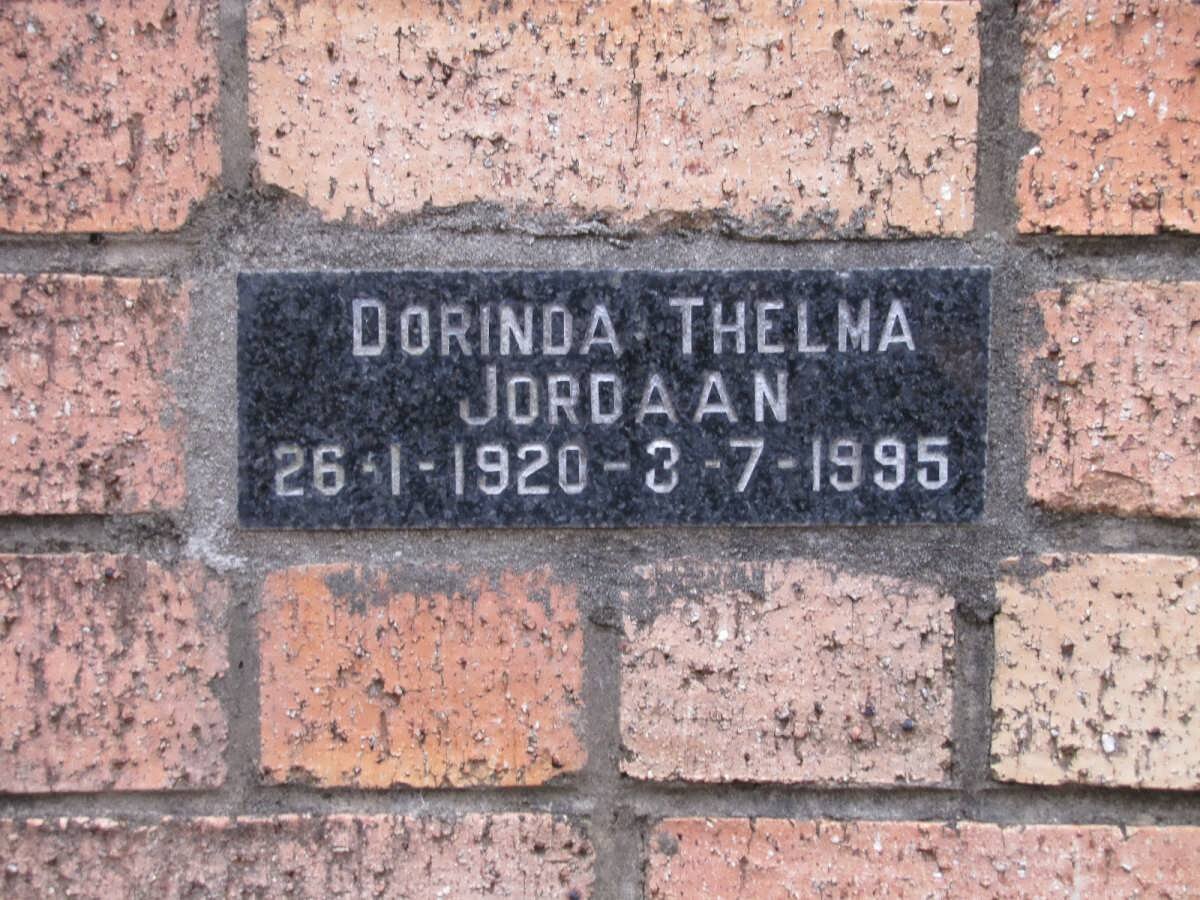 DORINDA THELMA
JORDAAN
26-1-1920-3-7-1995